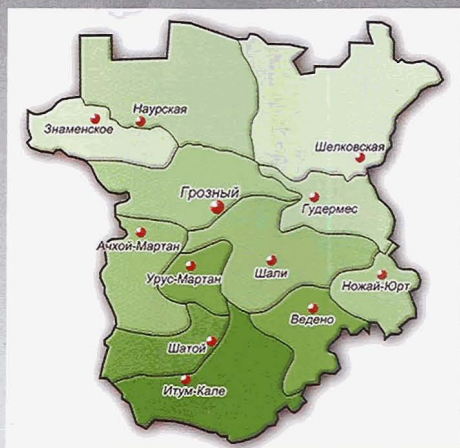 Наурская
Знаменское
Шелковская
Грозный
Гудермес
Ачхой-Мартан
Урус-Мартан
Шали
Ножай-Юрт
Ведено
Шатой
Итум-Кале